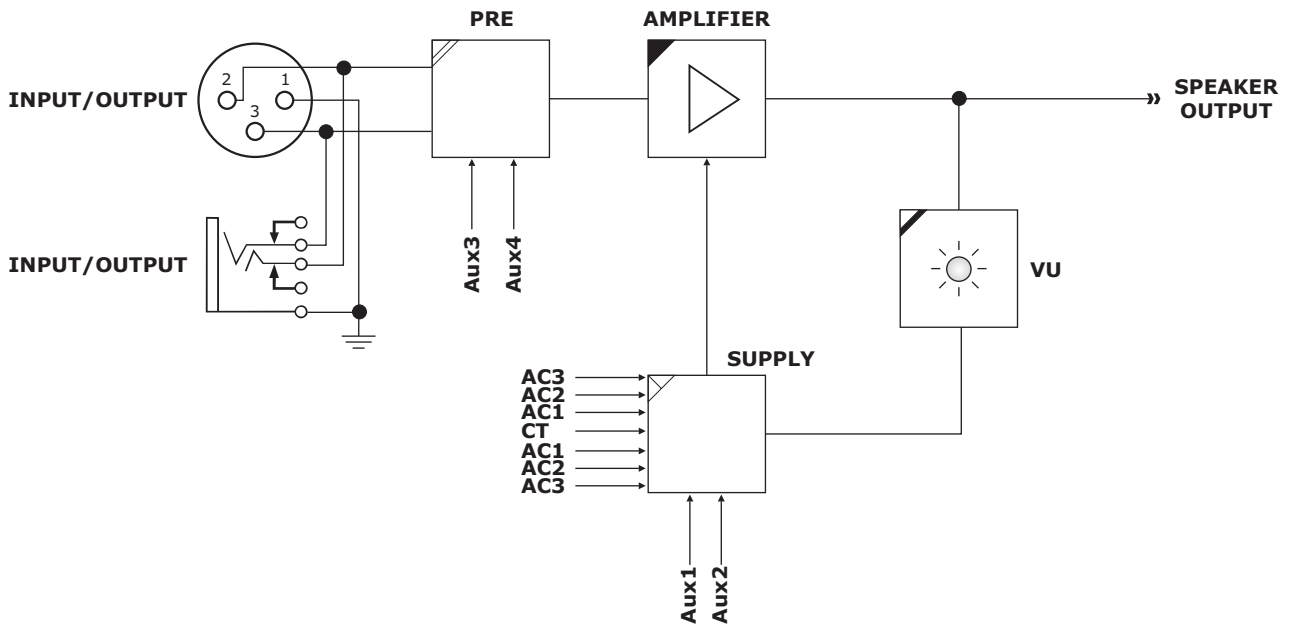 PRE
AMPLIFIER
INPUT/OUTPUT
2
1
3
SPEAKER
OUTPUT
INPUT/OUTPUT
Aux3
Aux4
VU
SUPPLY
AC3
AC2
AC1
CT
AC1
AC2
AC3
Aux1
Aux2